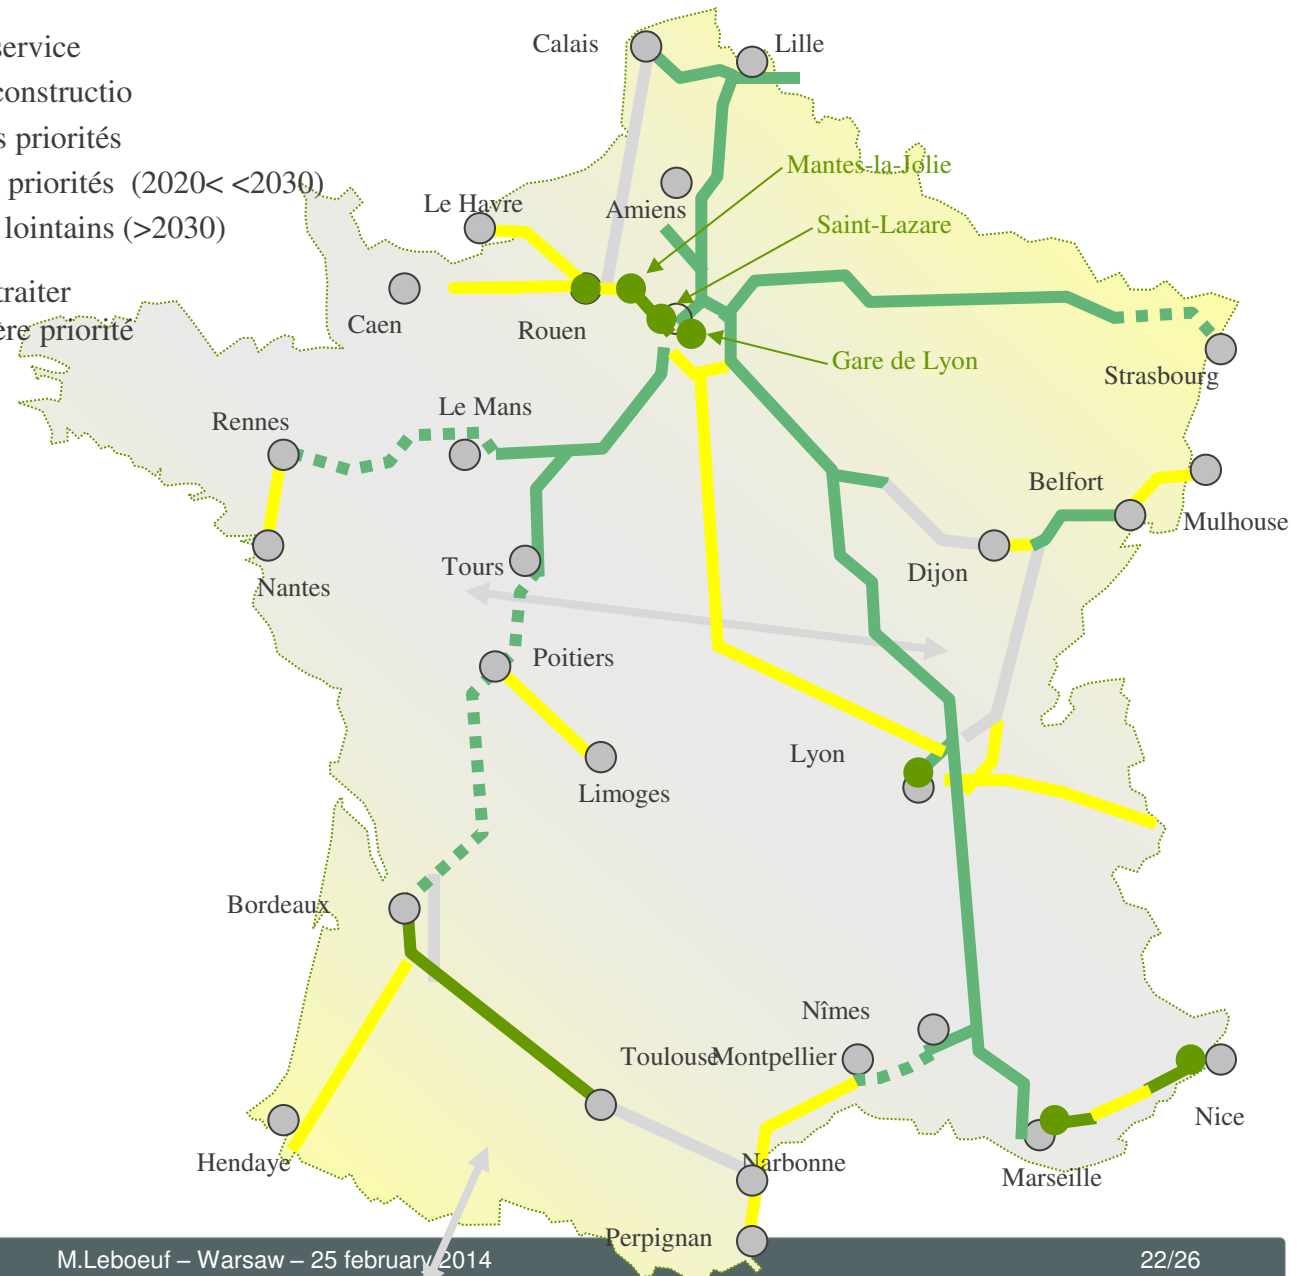 service
constructio
s priorités
priorités (2020< <2030)
lointains (>2030)
traiter
ère priorité
Calais
Lille
Mantes-la-Jolie
Le Havre
Amiens
Saint-Lazare
Caen
Rouen
Gare de Lyon
Strasbourg
Rennes
Le Mans
Belfort
Mulhouse
Nantes
Tours
Dijon
Poitiers
Lyon
Limoges
Bordeaux
Nîmes
Toulouse
Montpellier
Nice
Hendaye
Narbonne
Marseille
Perpignan
M.Leboeuf – Warsaw – 25 february 2014
22/26